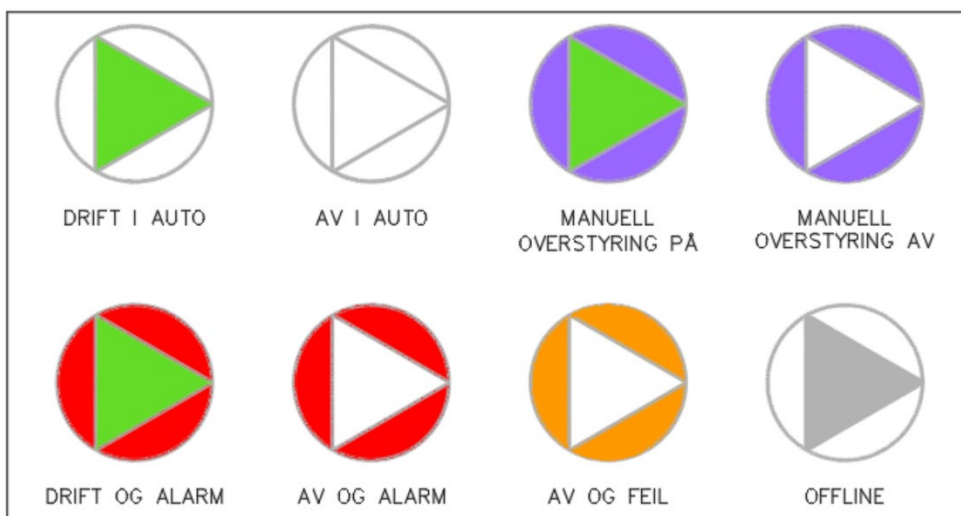 DRIFT I AUTO
AV I AUTO
MANUELL
OVERSTYRING PÅ
MANUELL
OVERSTYRING AV
DRIFT OG ALARM
AV OG ALARM
AV OG FEIL
OFFLINE